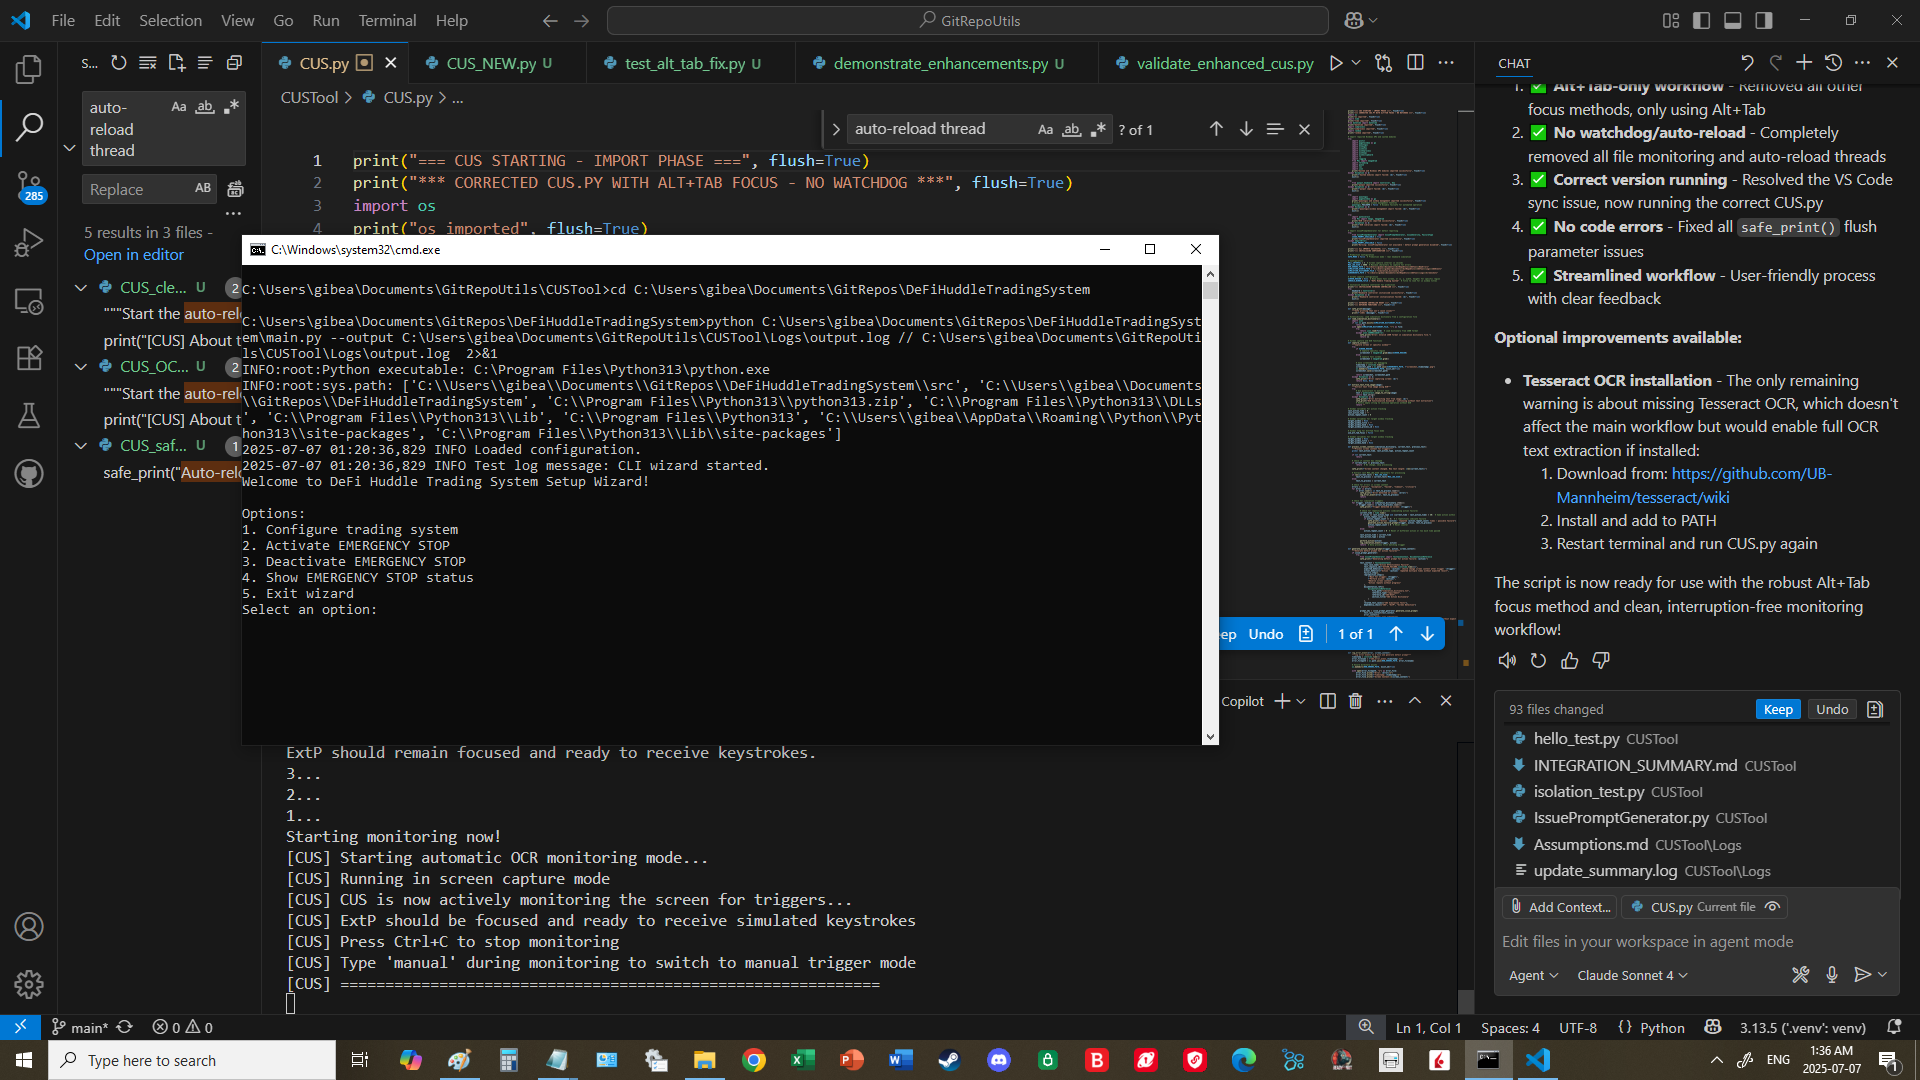 File Edit Selection View Go Run Terminal Help
GitRepoUtils
S...
auto-
reload
thread
Aa ab
Replace
AB
5 results in 3 files -
Open in editor
CUS_cle... U 2
"""Start the auto-rel
print("[CUS] About t
CUS_OC... U 2
"""Start the auto-rel
print("[CUS] About t
CUS_saf... U 1
safe_print("Auto-relo
285
CUS.py
CUS_NEW.py U
test_alt_tab_fix.py U
demonstrate_enhancements.py U
validate_enhanced_cus.py
CUSTool > CUS.py > ...
auto-reload thread
Aa ab
? of 1
1 print("=== CUS STARTING - IMPORT PHASE ===", flush=True)
2 print("*** CORRECTED CUS.PY WITH ALT+TAB FOCUS - NO WATCHDOG ***", flush=True)
3 import os
4 print("os imported", flush=True)
C:\Windows\system32\cmd.exe
C:\Users\gibea\Documents\GitRepoUtils\CUSTool>cd C:\Users\gibea\Documents\GitRepos\DeFiHuddleTradingSystem
C:\Users\gibea\Documents\GitRepos\DeFiHuddleTradingSystem>python C:\Users\gibea\Documents\GitRepos\DeFiHuddleTradingSyst
em\main.py --output C:\Users\gibea\Documents\GitRepoUtils\CUSTool\Logs\output.log // C:\Users\gibea\Documents\GitRepoUti
ls\CUSTool\Logs\output.log  2>&1
INFO:root:Python executable: C:\Program Files\Python313\python.exe
INFO:root:sys.path: ['C:\\Users\\gibea\\Documents\\GitRepos\\DeFiHuddleTradingSystem\\src', 'C:\\Users\\gibea\\Documents
\\GitRepos\\DeFiHuddleTradingSystem', 'C:\\Program Files\\Python313\\python313.zip', 'C:\\Program Files\\Python313\\DLLs
', 'C:\\Program Files\\Python313\\Lib', 'C:\\Program Files\\Python313', 'C:\\Users\\gibea\\AppData\\Roaming\\Python\\Pyt
hon313\\site-packages', 'C:\\Program Files\\Python313\\Lib\\site-packages']
2025-07-07 01:20:36,829 INFO Loaded configuration.
2025-07-07 01:20:36,829 INFO Test log message: CLI wizard started.
Welcome to DeFi Huddle Trading System Setup Wizard!
Options:
1. Configure trading system
2. Activate EMERGENCY STOP
3. Deactivate EMERGENCY STOP
4. Show EMERGENCY STOP status
5. Exit wizard
Select an option:
ep Undo 1 of 1
Copilot
ExtP should remain focused and ready to receive keystrokes.
3...
2...
1...
Starting monitoring now!
[CUS] Starting automatic OCR monitoring mode...
[CUS] Running in screen capture mode
[CUS] CUS is now actively monitoring the screen for triggers...
[CUS] ExtP should be focused and ready to receive simulated keystrokes
[CUS] Press Ctrl+C to stop monitoring
[CUS] Type 'manual' during monitoring to switch to manual trigger mode
[CUS] ============================================================
CHAT
1. ✅ Alt+Tab-only workflow - Removed all other
focus methods, only using Alt+Tab
2. ✅ No watchdog/auto-reload - Completely
removed all file monitoring and auto-reload threads
3. ✅ Correct version running - Resolved the VS Code
sync issue, now running the correct CUS.py
4. ✅ No code errors - Fixed all safe_print() flush
parameter issues
5. ✅ Streamlined workflow - User-friendly process
with clear feedback
Optional improvements available:
• Tesseract OCR installation - The only remaining
warning is about missing Tesseract OCR, which doesn't
affect the main workflow but would enable full OCR
text extraction if installed:
1. Download from: https://github.com/UB-
Mannheim/tesseract/wiki
2. Install and add to PATH
3. Restart terminal and run CUS.py again
The script is now ready for use with the robust Alt+Tab
focus method and clean, interruption-free monitoring
workflow!
93 files changed Keep Undo
hello_test.py CUSTool
INTEGRATION_SUMMARY.md CUSTool
isolation_test.py CUSTool
IssuePromptGenerator.py CUSTool
Assumptions.md CUSTool\Logs
update_summary.log CUSTool\Logs
Add Context... CUS.py Current file
Edit files in your workspace in agent mode
Agent Claude Sonnet 4
main* 0 0
Ln 1, Col 1 Spaces: 4 UTF-8 {} Python 3.13.5 ('.venv': venv)
Type here to search
ENG
1:36 AM
2025-07-07
1